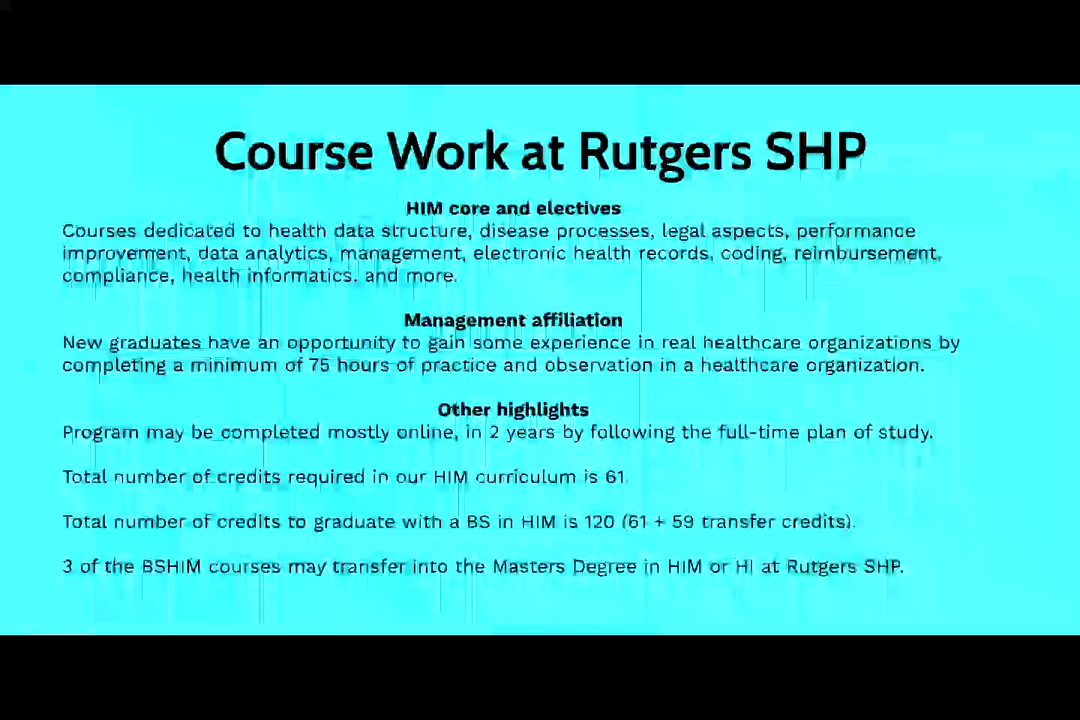 Course Work at Rutgers SHP
HIM core and electives
Courses dedicated to health data structure, disease processes, legal aspects, performance
improvement, data analytics, management, electronic health records, coding, reimbursement,
compliance, health informatics. and more.
Management affiliation
New graduates have an opportunity to gain some experience in real healthcare organizations by
completing a minimum of 75 hours of practice and observation in a healthcare organization.
Other highlights
Program may be completed mostly online, in 2 years by following the full-time plan of study.
Total number of credits required in our HIM curriculum is 61.
Total number of credits to graduate with a BS in HIM is 120 (61 + 59 transfer credits).
3 of the BSHIM courses may transfer into the Masters Degree in HIM or HI at Rutgers SHP.